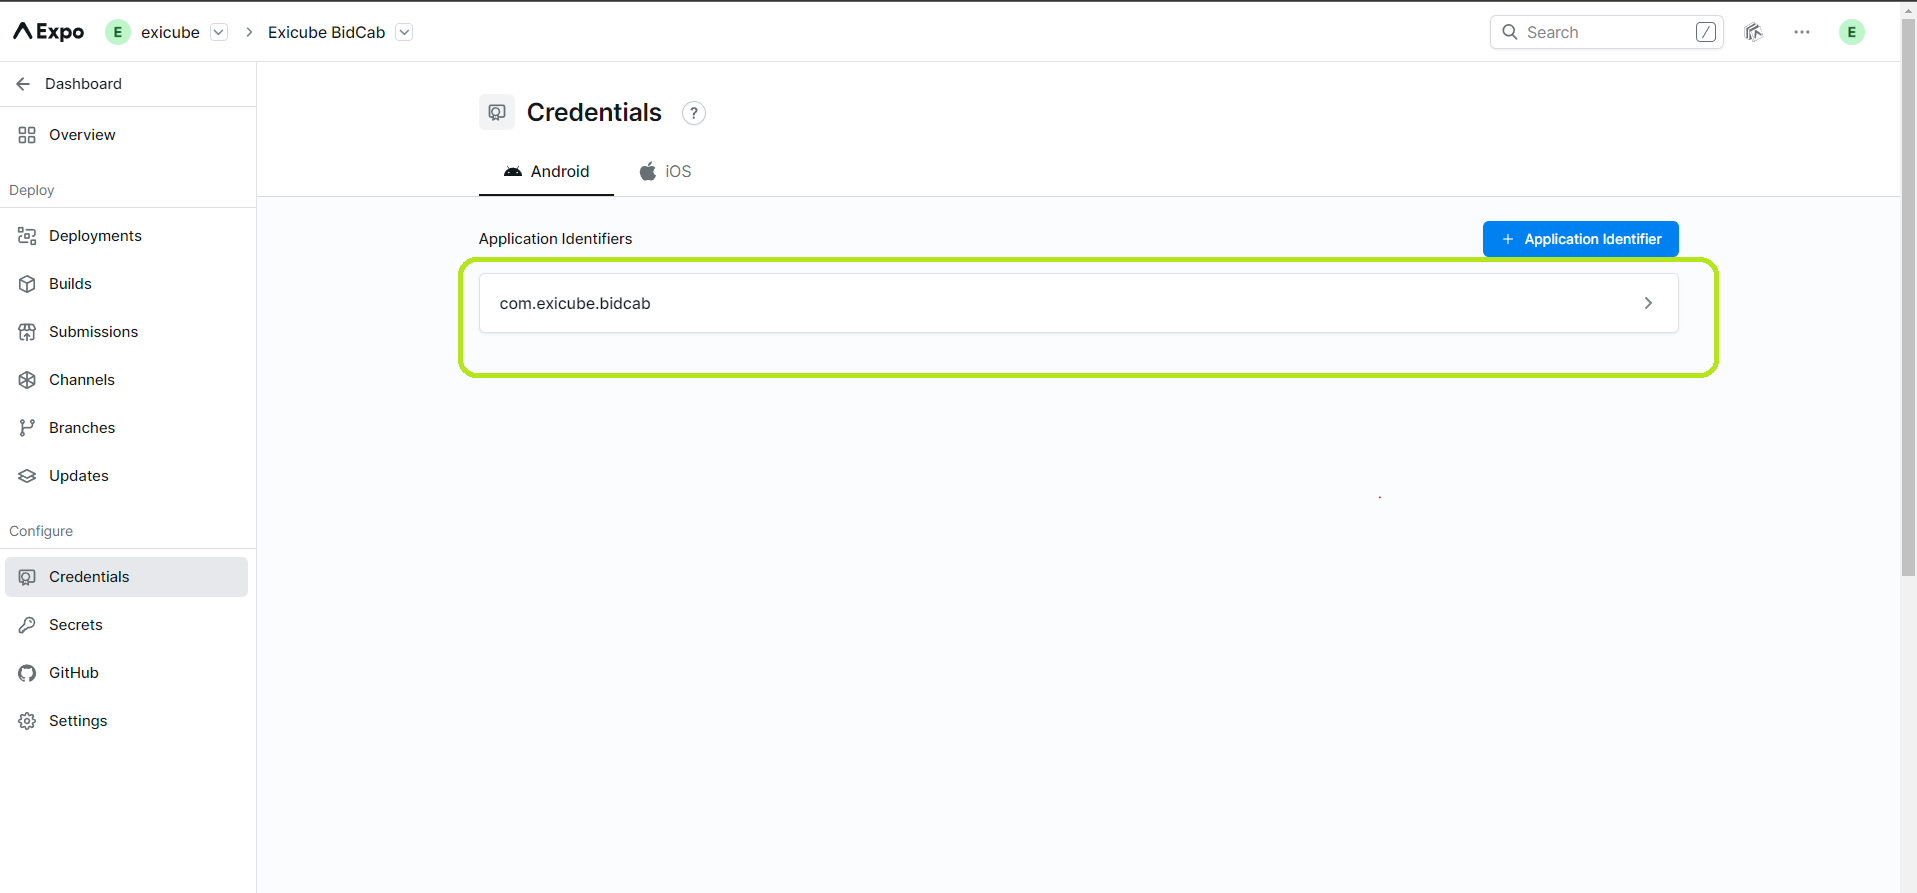 Expo E exicube Exicube BidCab Search / E
Dashboard
Overview
Deploy
Deployments
Builds
Submissions
Channels
Branches
Updates
Configure
Credentials
Secrets
GitHub
Settings
Credentials ?
Android iOS
Application Identifiers + Application Identifier
com.exicube.bidcab